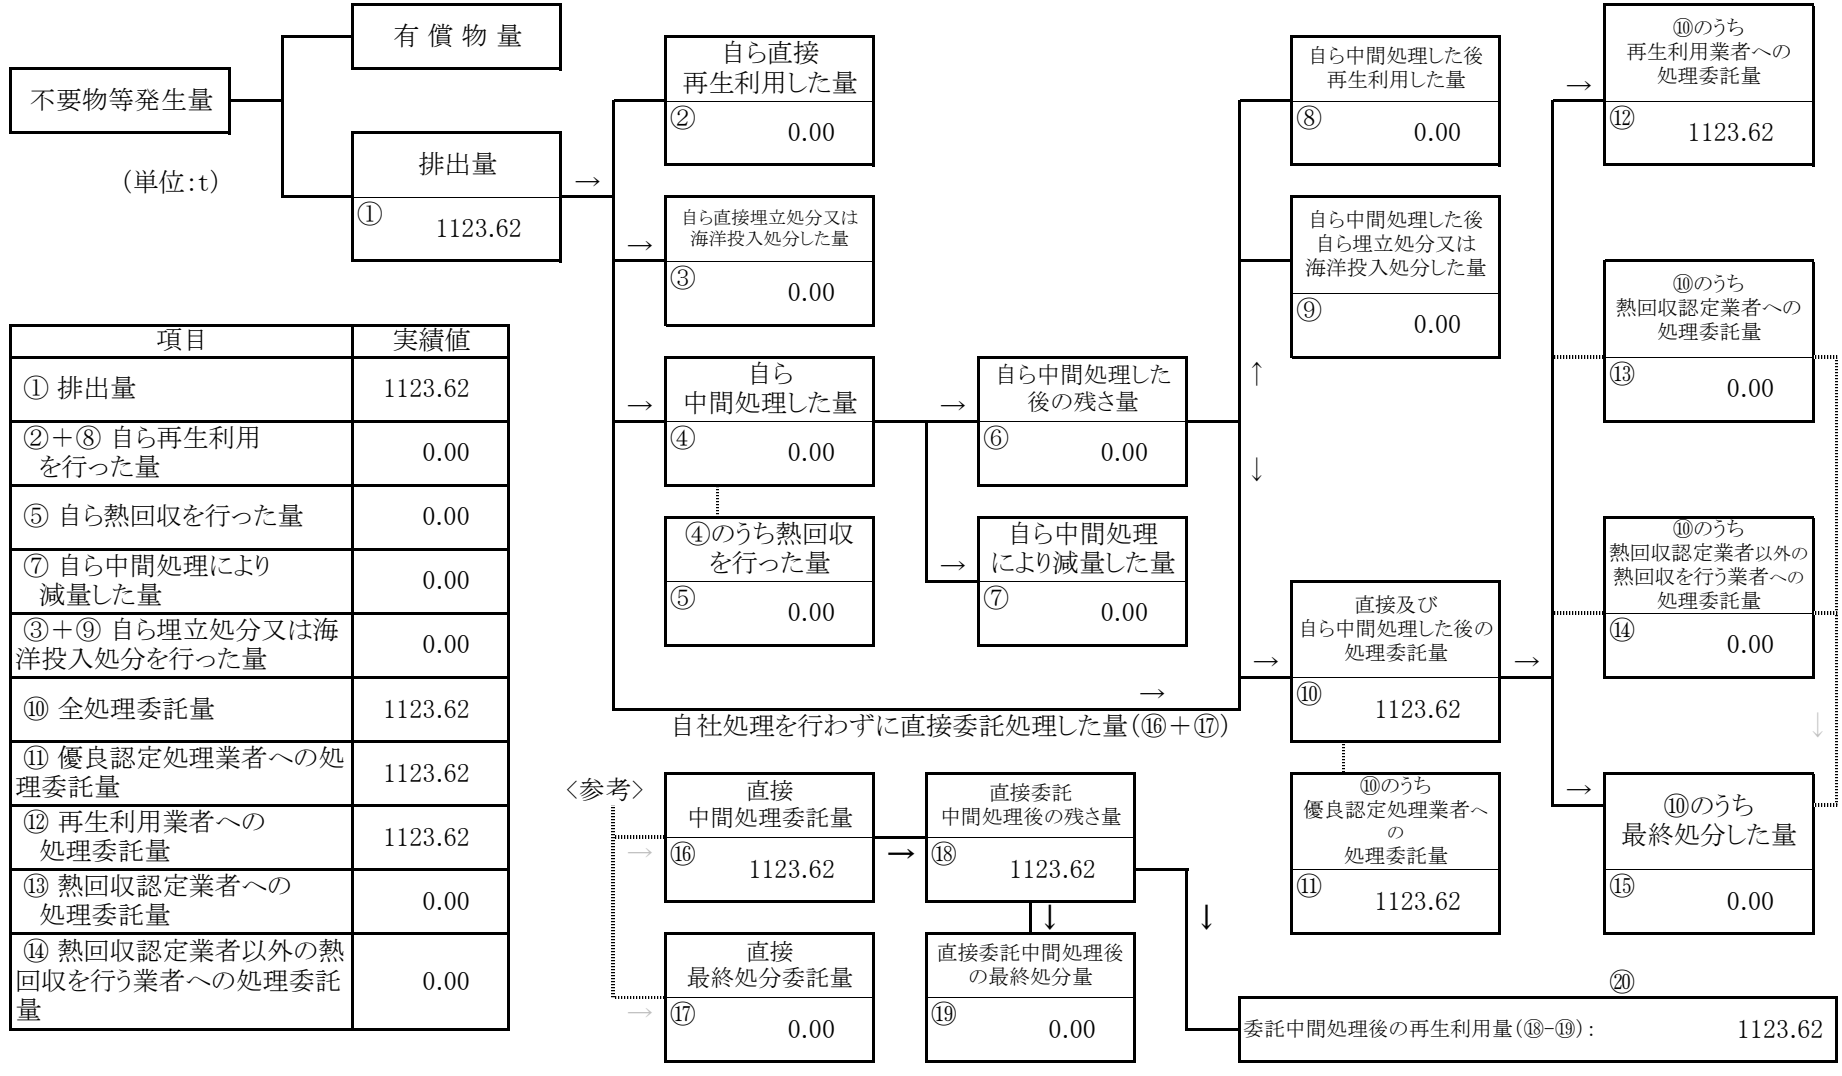 有 償 物 量
不要物等発生量
(単位:t)
排出量
①
1123.62
→
自ら直接
再生利用した量
②
0.00
→
自ら直接埋立処分又は
海洋投入処分した量
③
0.00
→
自ら
中間処理した量
④
0.00
④のうち熱回収
を行った量
⑤
0.00
→
自ら中間処理した
後の残さ量
⑥
0.00
→
自ら中間処理
により減量した量
⑦
0.00
自ら中間処理した後
再生利用した量
⑧
0.00
自ら中間処理した後
自ら埋立処分又は
海洋投入処分した量
⑨
0.00
↑
↓
→
自社処理を行わずに直接委託処理した量(⑯+⑰)
→
直接及び
自ら中間処理した後の
処理委託量
⑩
1123.62
⑩のうち
優良認定処理業者へ
の
処理委託量
⑪
1123.62
→
→
⑩のうち
再生利用業者への
処理委託量
⑫
1123.62
⑩のうち
熱回収認定業者への
処理委託量
⑬
0.00
⑩のうち
熱回収認定業者以外の
熱回収を行う業者への
処理委託量
⑭
0.00
↓
→
⑩のうち
最終処分した量
⑮
0.00
項目 実績値
① 排出量 1123.62
②+⑧ 自ら再生利用
を行った量 0.00
⑤ 自ら熱回収を行った量 0.00
⑦ 自ら中間処理により
減量した量 0.00
③+⑨ 自ら埋立処分又は海
洋投入処分を行った量 0.00
⑩ 全処理委託量 1123.62
⑪ 優良認定処理業者への処
理委託量 1123.62
⑫ 再生利用業者への
処理委託量 1123.62
⑬ 熱回収認定業者への
処理委託量 0.00
⑭ 熱回収認定業者以外の熱
回収を行う業者への処理委託
量 0.00
<参考>
→
直接
中間処理委託量
⑯
1123.62
→
直接委託
中間処理後の残さ量
⑱
1123.62
↓
↓
→
直接
最終処分委託量
⑰
0.00
直接委託中間処理後
の最終処分量
⑲
0.00
⑳
委託中間処理後の再生利用量(⑱-⑲): 1123.62